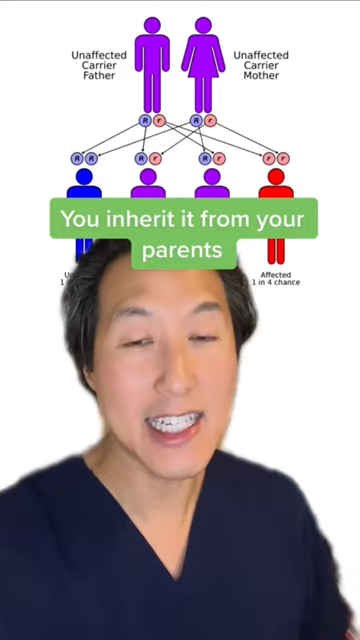 Unaffected
Carrier
Father
Unaffected
Carrier
Mother
R r R r
R R R r R r r r
You inherit it from your
parents
Affected
1 in 4 chance